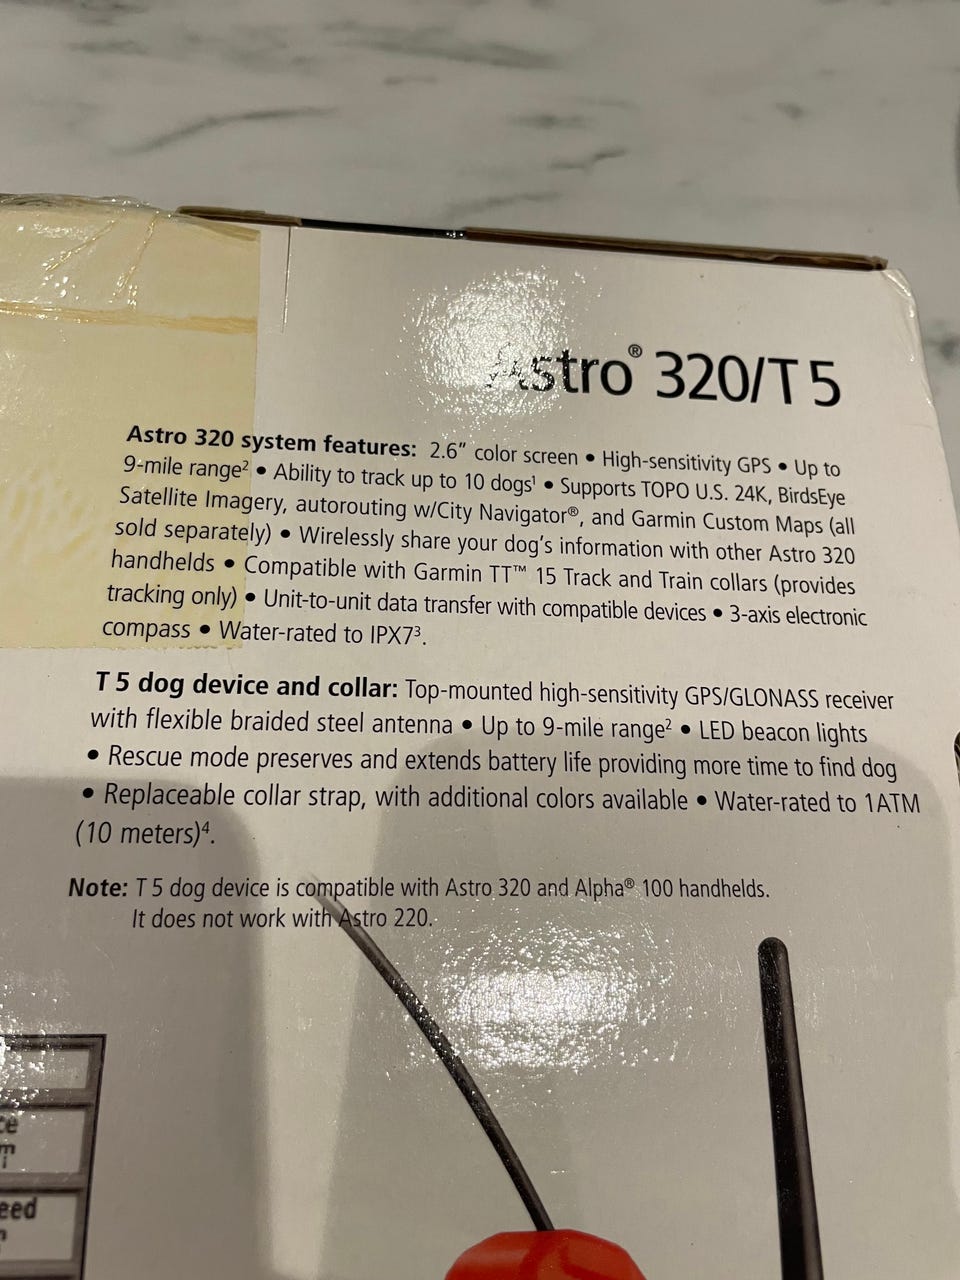 Astro® 320/T 5
Astro 320 system features: 2.6” color screen • High-sensitivity GPS • Up to
9-mile range² • Ability to track up to 10 dogs¹ • Supports TOPO U.S. 24K, BirdsEye
Satellite Imagery, autorouting w/City Navigator®, and Garmin Custom Maps (all
sold separately) • Wirelessly share your dog’s information with other Astro 320
handhelds • Compatible with Garmin TT™ 15 Track and Train collars (provides
tracking only) • Unit-to-unit data transfer with compatible devices • 3-axis electronic
compass • Water-rated to IPX7³.
T 5 dog device and collar: Top-mounted high-sensitivity GPS/GLONASS receiver
with flexible braided steel antenna • Up to 9-mile range² • LED beacon lights
• Rescue mode preserves and extends battery life providing more time to find dog
• Replaceable collar strap, with additional colors available • Water-rated to 1ATM
(10 meters)⁴.
Note: T 5 dog device is compatible with Astro 320 and Alpha® 100 handhelds.
It does not work with Astro 220.